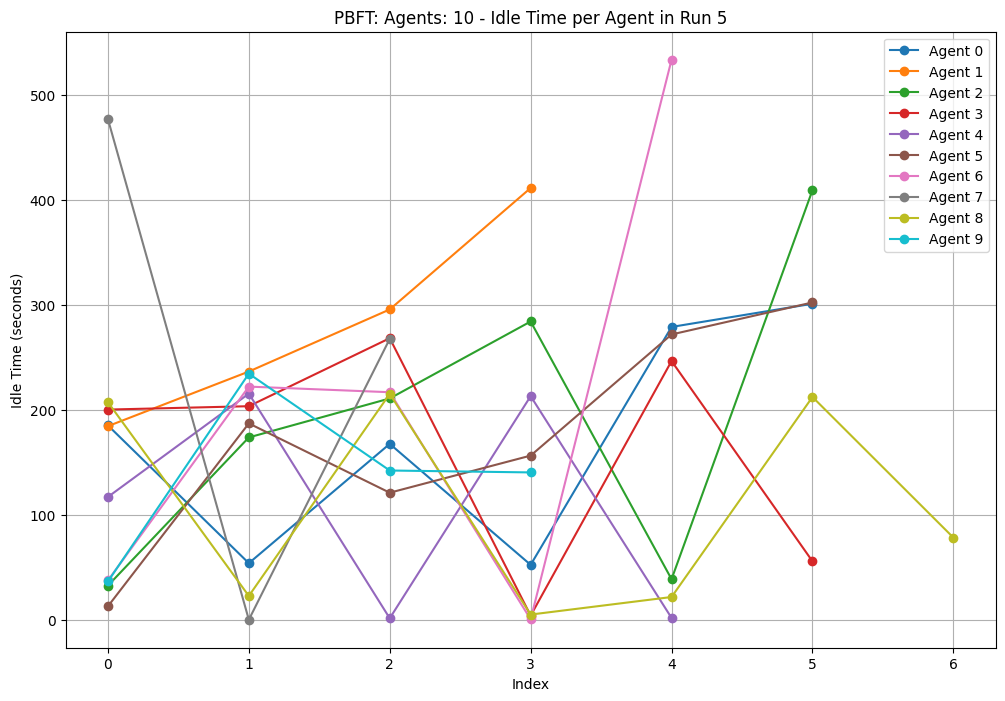 PBFT: Agents: 10 - Idle Time per Agent in Run 5
Agent 0
Agent 1
Agent 2
Agent 3
Agent 4
Agent 5
Agent 6
Agent 7
Agent 8
Agent 9
Idle Time (seconds)
500
400
300
200
100
0
0 1 2 3 4 5 6
Index